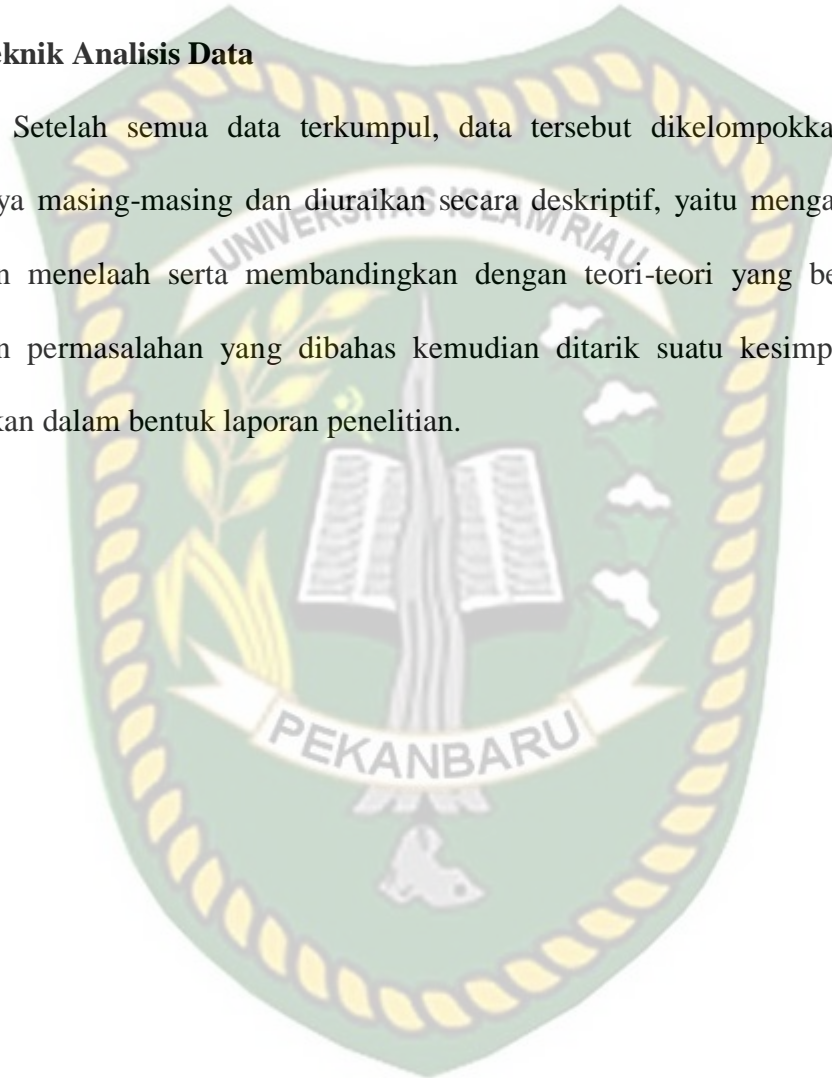 eknik Analisis Data
Setelah semua data terkumpul, data tersebut dikelompokka
ya masing-masing dan diuraikan secara deskriptif, yaitu menga
UNIVERSITAS ISLAM RIAU
n menelaah serta membandingkan dengan teori-teori yang be
n permasalahan yang dibahas kemudian ditarik suatu kesimp
kan dalam bentuk laporan penelitian.
PEKANBARU